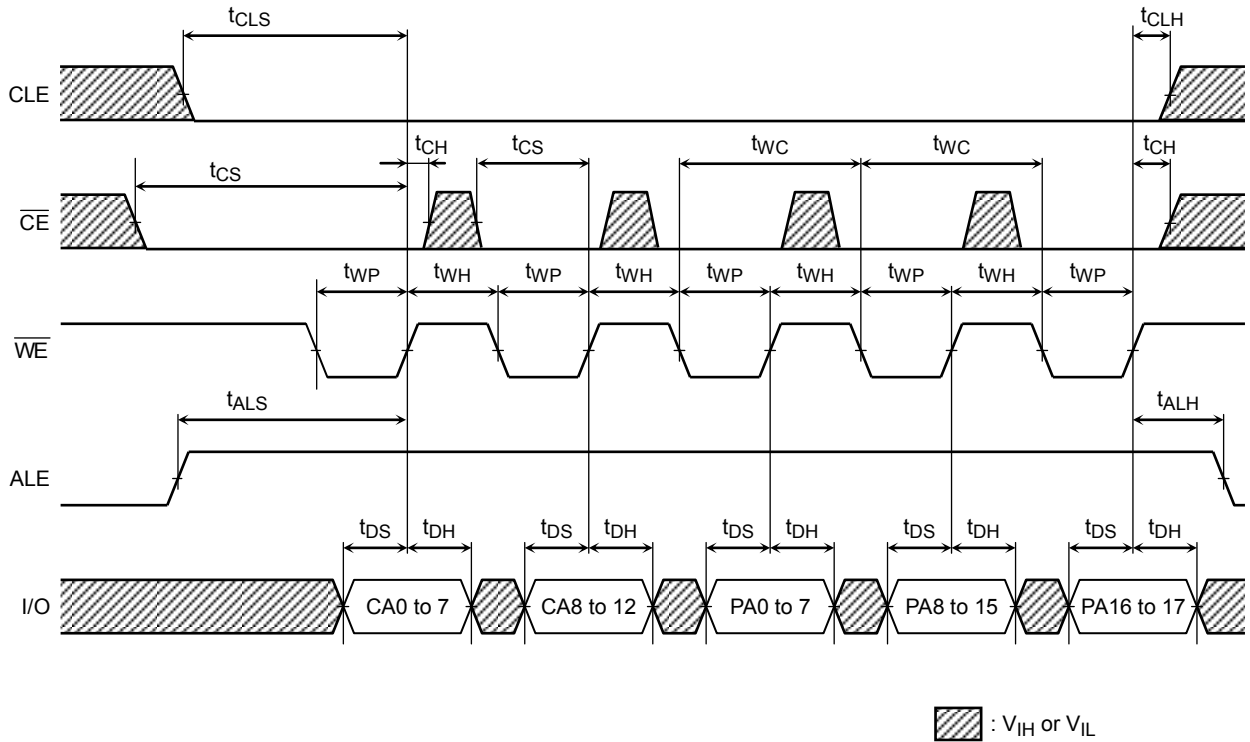 tCLS
tCLH
CLE
tCH
tCS
tWC
tWC
tCH
tCS
CE
tWP
tWH
tWP
tWH
tWP
tWH
tWP
tWH
tWP
WE
tALS
tALH
ALE
tDS
tDH
tDS
tDH
tDS
tDH
tDS
tDH
tDS
tDH
I/O
CA0 to 7
CA8 to 12
PA0 to 7
PA8 to 15
PA16 to 17
: VIH or VIL